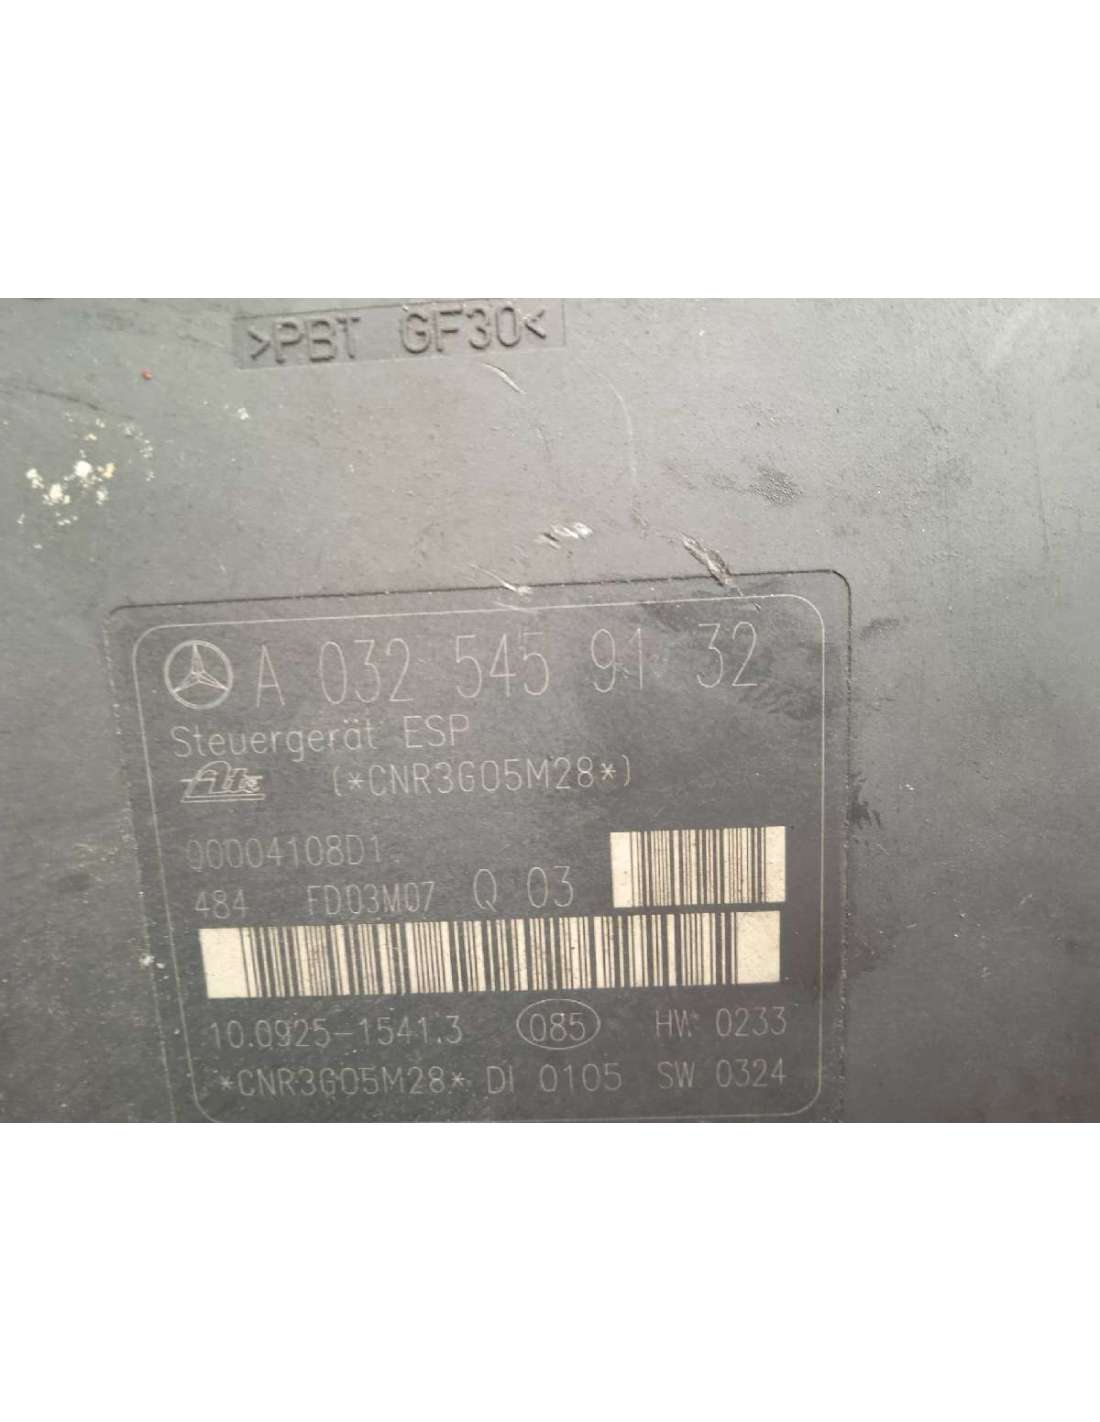 >PBT GF30<
A 032 545 91 32
Steuergerät ESP
Ate (*CNR3G05M28*)
00004108D1
484 FD03M07 Q 03
10.0925-1541.3 085 HW 0233
*CNR3G05M28* DI 0105 SW 0324